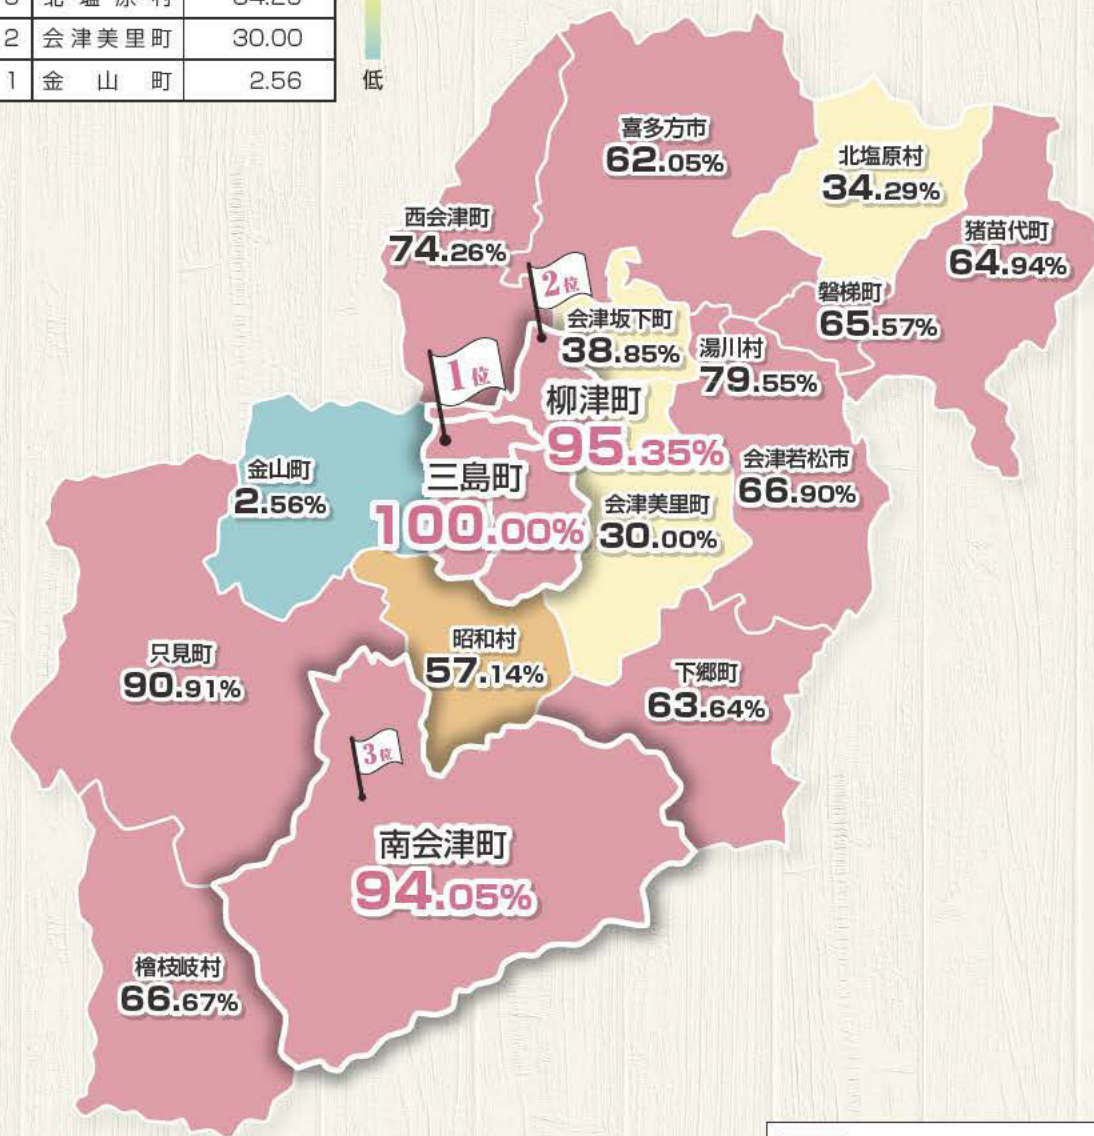 北塩原村 34.29
2 会津美里町 30.00
1 金山町 2.56
低
喜多方市
62.05%
北塩原村
34.29%
西会津町
74.26%
猪苗代町
64.94%
磐梯町
65.57%
2位
会津坂下町
38.85%
湯川村
79.55%
1位
柳津町
95.35%
三島町
100.00%
金山町
2.56%
会津若松市
66.90%
会津美里町
30.00%
昭和村
57.14%
只見町
90.91%
下郷町
63.64%
3位
南会津町
94.05%
檜枝岐村
66.67%